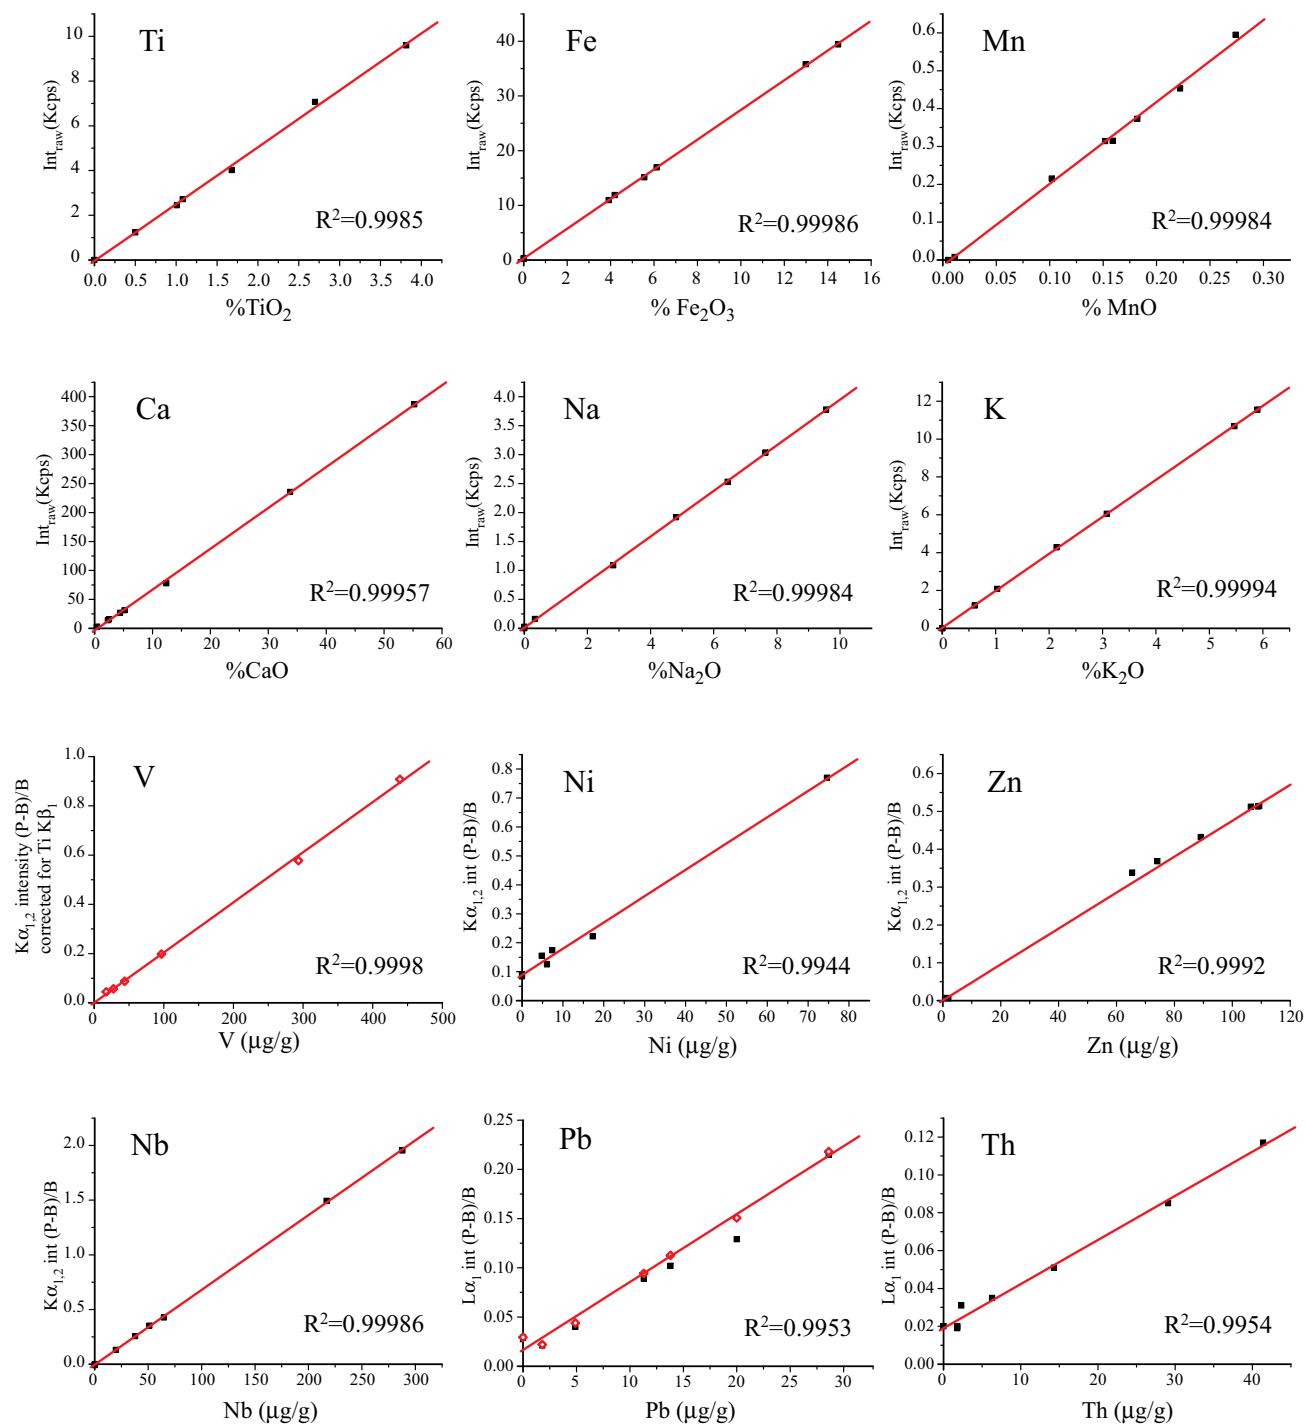 Ti
Int_raw(Kcps)
10
8
6
4
2
0
R²=0.9985
0.0 0.5 1.0 1.5 2.0 2.5 3.0 3.5 4.0
%TiO₂
Fe
Int_raw(Kcps)
40
30
20
10
0
R²=0.99986
0 2 4 6 8 10 12 14 16
% Fe₂O₃
Mn
Int_raw(Kcps)
0.6
0.5
0.4
0.3
0.2
0.1
0.0
R²=0.99984
0.00 0.05 0.10 0.15 0.20 0.25 0.30
% MnO
Ca
Int_raw(Kcps)
400
350
300
250
200
150
100
50
0
R²=0.99957
0 10 20 30 40 50 60
%CaO
Na
Int_raw(Kcps)
4.0
3.0
2.0
1.0
0.0
R²=0.99984
0 2 4 6 8 10
%Na₂O
K
Int_raw(Kcps)
12
10
8
6
4
2
0
R²=0.99994
0 1 2 3 4 5 6
%K₂O
V
Kα₁,₂ intensity (P-B)/B
corrected for Ti Kβ₁
1.0
0.8
0.6
0.4
0.2
0.0
R²=0.9998
0 100 200 300 400 500
V (µg/g)
Ni
Kα₁,₂ int (P-B)/B
0.8
0.7
0.6
0.5
0.4
0.3
0.2
0.1
0.0
R²=0.9944
0 10 20 30 40 50 60 70 80
Ni (µg/g)
Zn
Kα₁,₂ int (P-B)/B
0.6
0.5
0.4
0.3
0.2
0.1
0.0
R²=0.9992
0 20 40 60 80 100 120
Zn (µg/g)
Nb
Kα₁,₂ int (P-B)/B
2.0
1.5
1.0
0.5
0.0
R²=0.99986
0 50 100 150 200 250 300
Nb (µg/g)
Pb
Lα₁ int (P-B)/B
0.25
0.20
0.15
0.10
0.05
0.00
R²=0.9953
0 5 10 15 20 25 30
Pb (µg/g)
Th
Lα₁ int (P-B)/B
0.12
0.10
0.08
0.06
0.04
0.02
0.00
R²=0.9954
0 10 20 30 40
Th (µg/g)